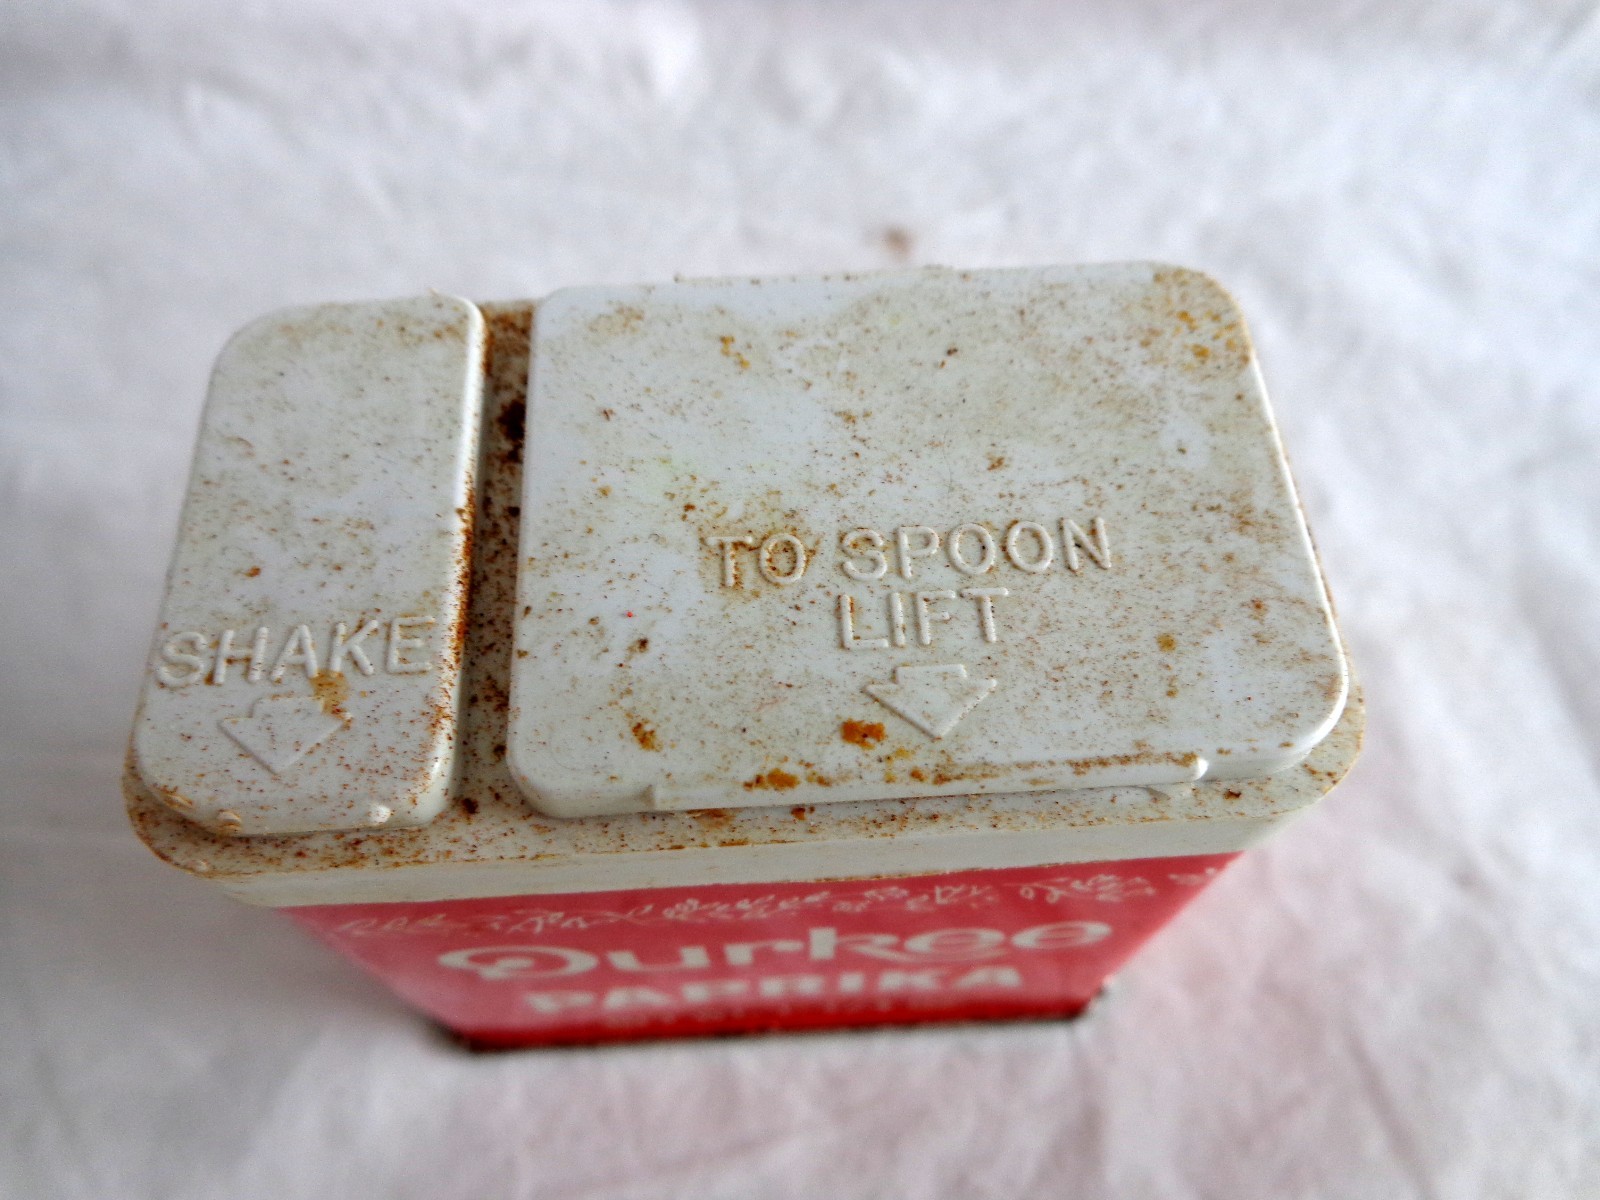 SHAKE
TO SPOON
LIFT
Durkee
PAPRIKA